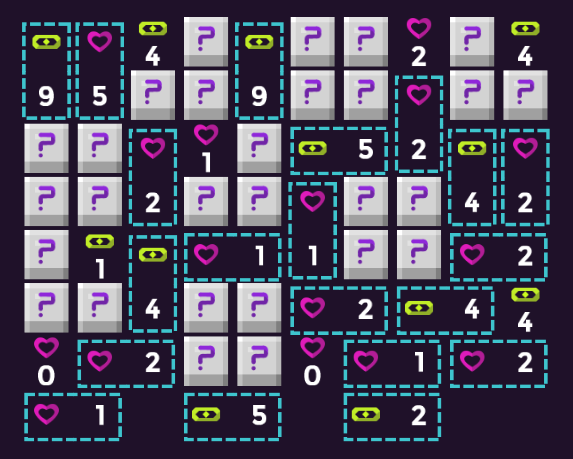 4 ? ? ? 2 ? 4
9 5 ? ? 9 ? ? ? ?
? ? 1 ? 5 2
? ? 2 ? ? ? ? 4 2
? 1 1 1 ? ? 2
? ? 4 ? ? 2 4 4
0 2 ? ? 0 1 2
1 5 2